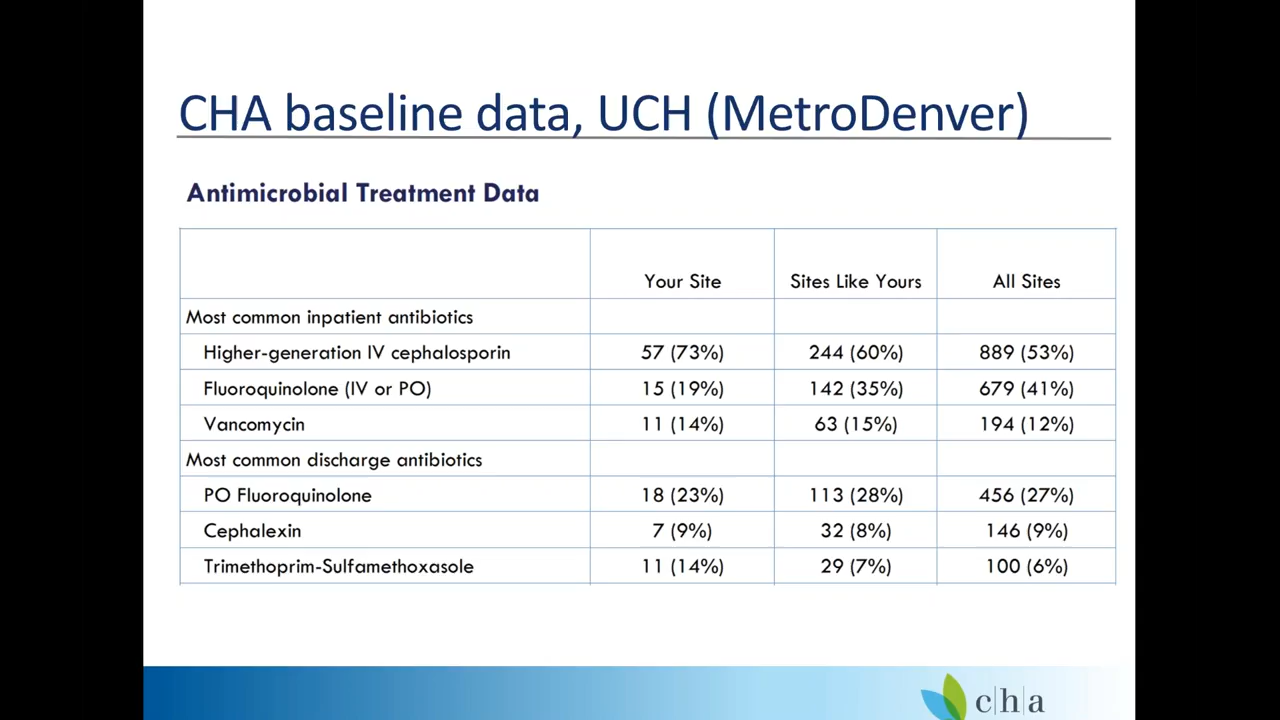 CHA baseline data, UCH (MetroDenver)
Antimicrobial Treatment Data
Your Site Sites Like Yours All Sites
Most common inpatient antibiotics
Higher-generation IV cephalosporin 57 (73%) 244 (60%) 889 (53%)
Fluoroquinolone (IV or PO) 15 (19%) 142 (35%) 679 (41%)
Vancomycin 11 (14%) 63 (15%) 194 (12%)
Most common discharge antibiotics
PO Fluoroquinolone 18 (23%) 113 (28%) 456 (27%)
Cephalexin 7 (9%) 32 (8%) 146 (9%)
Trimethoprim-Sulfamethoxasole 11 (14%) 29 (7%) 100 (6%)
c|h|a